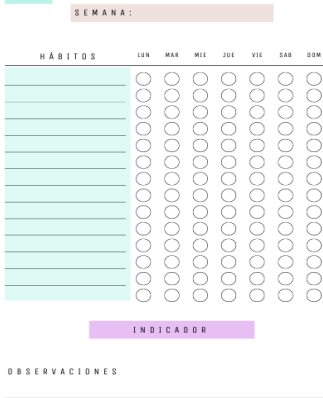 SEMANA:
HÁBITOS LUN MAR MIE JUE VIE SAB DOM
INDICADOR
OBSERVACIONES